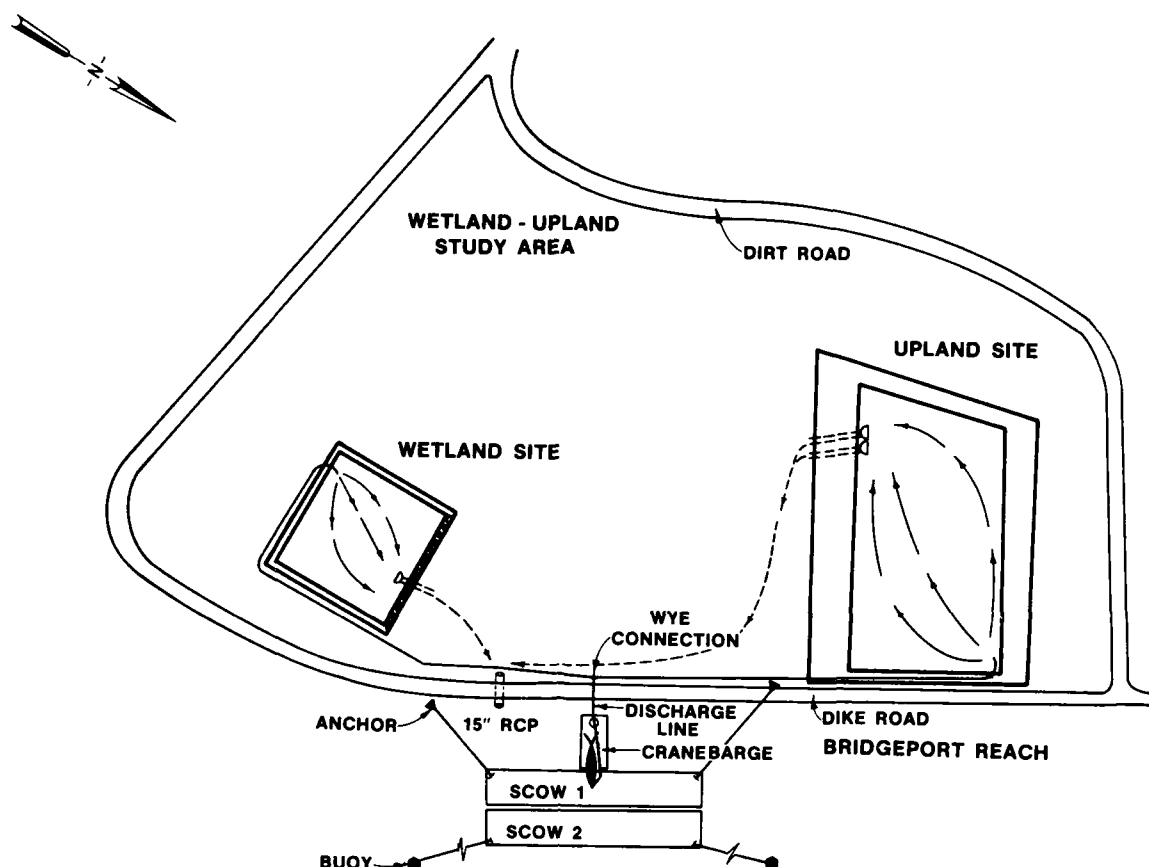 -N-
WETLAND - UPLAND
STUDY AREA
DIRT ROAD
UPLAND SITE
WETLAND SITE
WYE
CONNECTION
ANCHOR
15" RCP
DISCHARGE
LINE
DIKE ROAD
CRANEBARGE
BRIDGEPORT REACH
SCOW 1
SCOW 2
BUOY